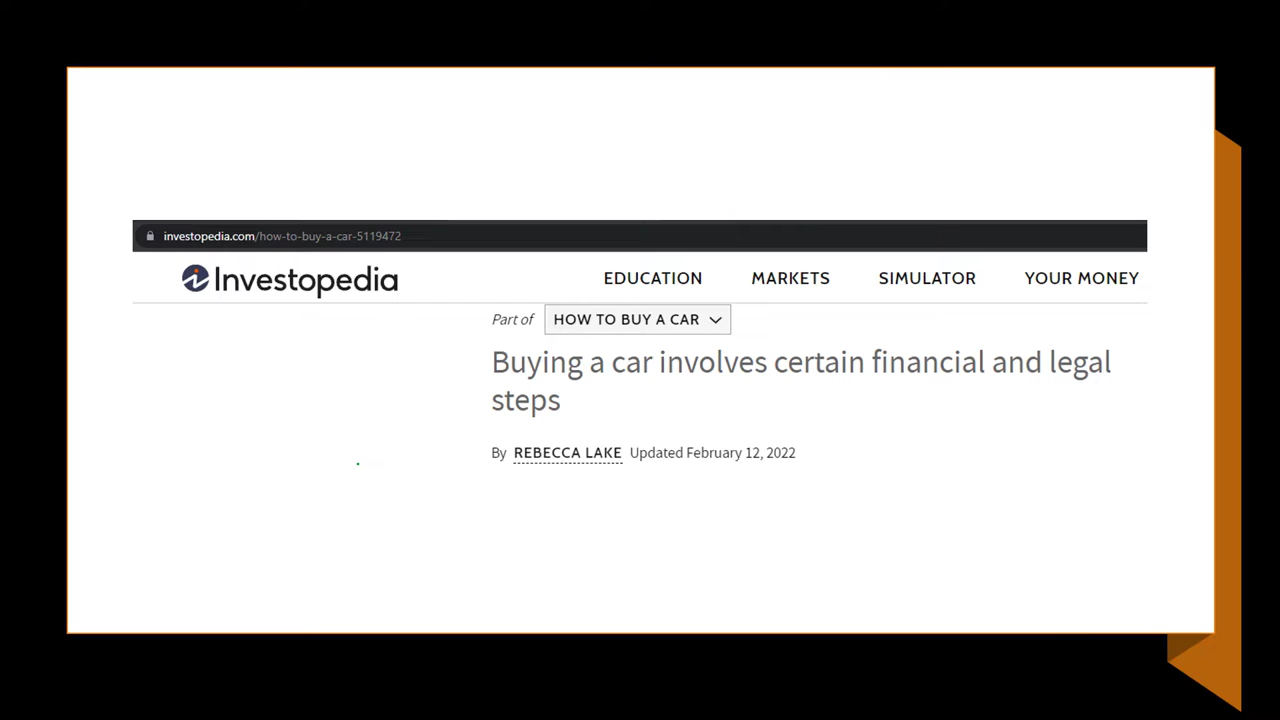 investopedia.com/how-to-buy-a-car-5119472
Investopedia EDUCATION MARKETS SIMULATOR YOUR MONEY
Part of HOW TO BUY A CAR
Buying a car involves certain financial and legal
steps
By REBECCA LAKE Updated February 12, 2022